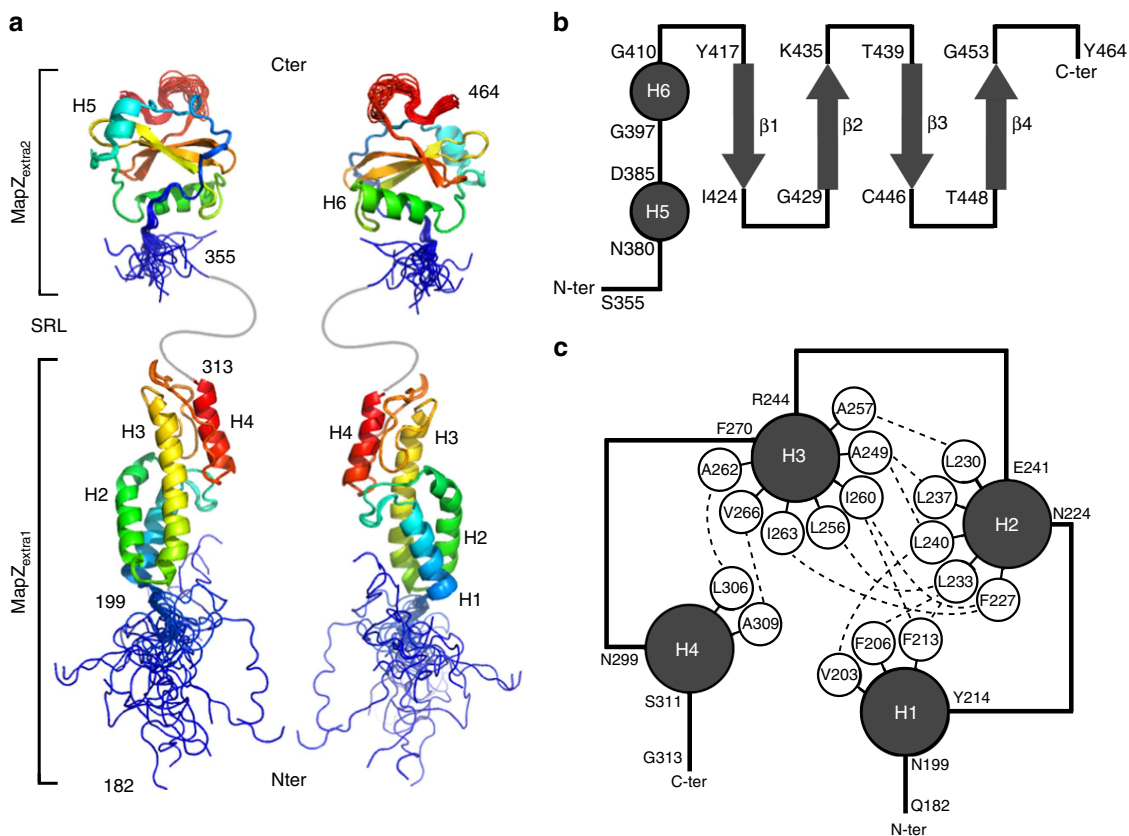 a
Cter
H5
464
H6
355
MapZextra2
SRL
313
H4
H3
H2
199
H4
H3
H2
H1
MapZextra1
182
Nter
b
G410
Y417
K435
T439
G453
Y464
C-ter
H6
β1
β2
β3
β4
G397
D385
I424
G429
C446
T448
H5
N380
N-ter
S355
c
R244
A257
F270
H3
A249
L230
E241
A262
I260
L237
N224
V266
H2
I263
L256
L240
L233
F227
L306
A309
F206
F213
N299
H4
V203
S311
H1
Y214
G313
C-ter
N199
Q182
N-ter